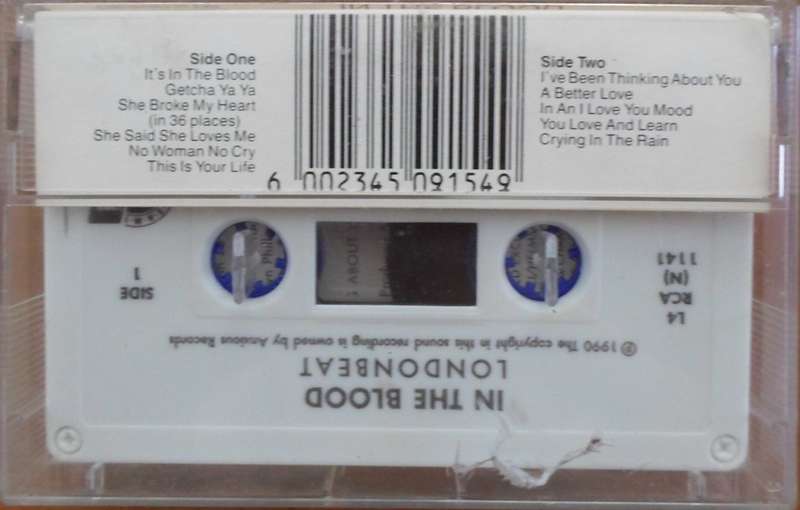 Side One
It's In The Blood
Getcha Ya Ya
She Broke My Heart
(in 36 places)
She Said She Loves Me
No Woman No Cry
This Is Your Life
6 002345 091549
Side Two
I've Been Thinking About You
A Better Love
In An I Love You Mood
You Love And Learn
Crying In The Rain
IN THE BLOOD
LONDONBEAT
℗ 1990 The copyright in this sound recording is owned by Anxious Records
L4
RCA
(N)
1141
SIDE
1
ABOUT